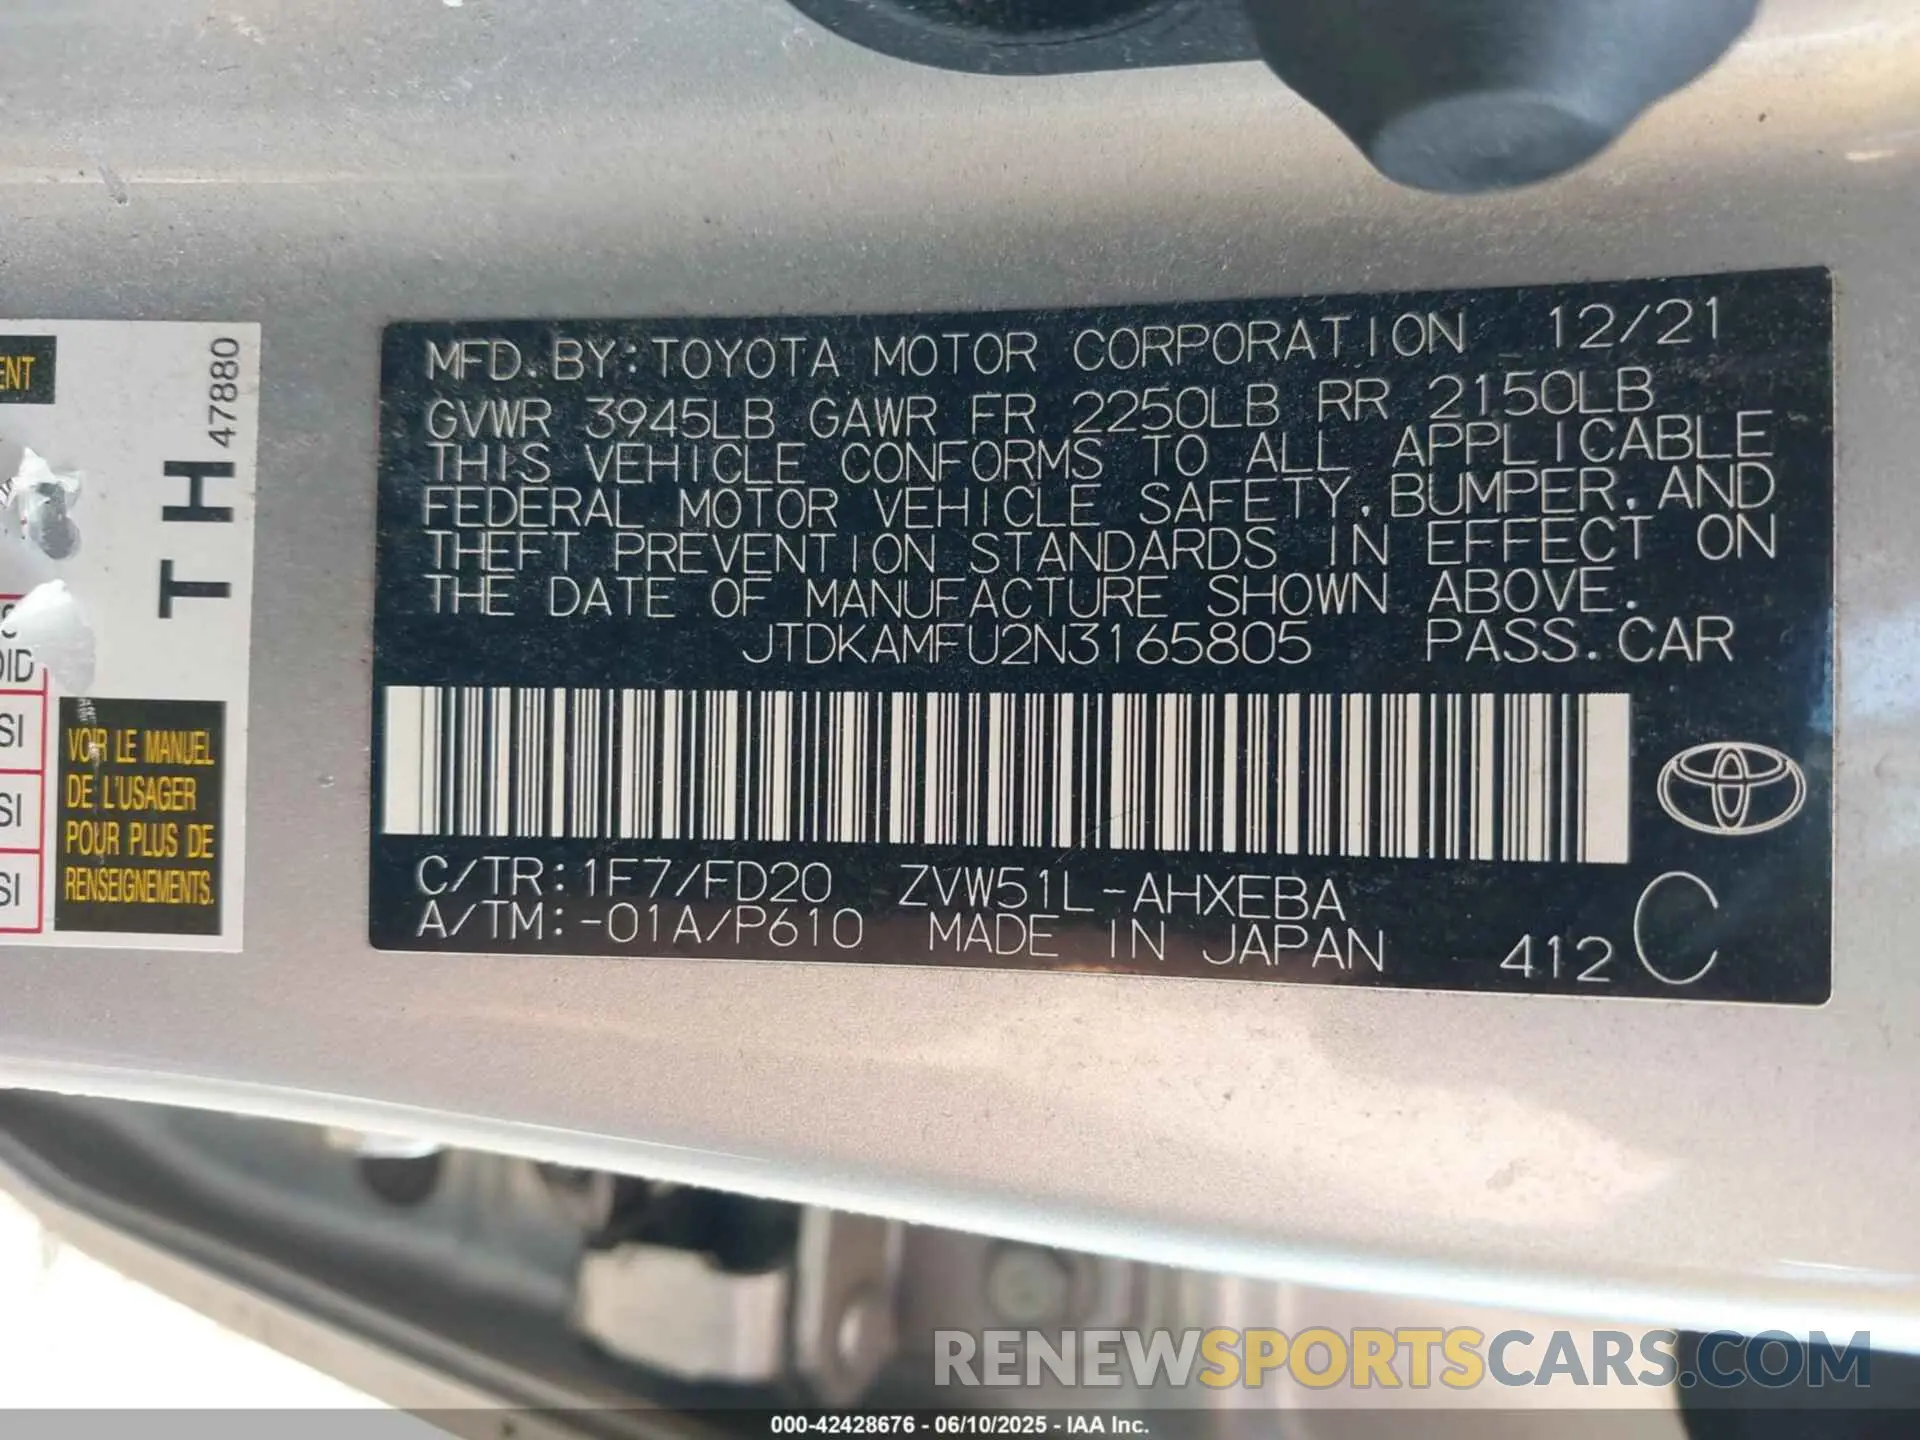 MFD. BY: TOYOTA MOTOR CORPORATION 12/21
GVWR 3945LB GAWR FR 2250LB RR 2150LB
THIS VEHICLE CONFORMS TO ALL APPLICABLE
FEDERAL MOTOR VEHICLE SAFETY, BUMPER, AND
THEFT PREVENTION STANDARDS IN EFFECT ON
THE DATE OF MANUFACTURE SHOWN ABOVE.
JTDKAMFU2N3165805 PASS. CAR
C/TR: 1F7/FD20 ZVW51L-AHXEBA
A/TM: -01A/P610 MADE IN JAPAN 412 C
TH 47880
VOIR LE MANUEL
DE L'USAGER
POUR PLUS DE
RENSEIGNEMENTS.
RENEWSPORTSCARS.COM
000-42428676 - 06/10/2025 - IAA Inc.